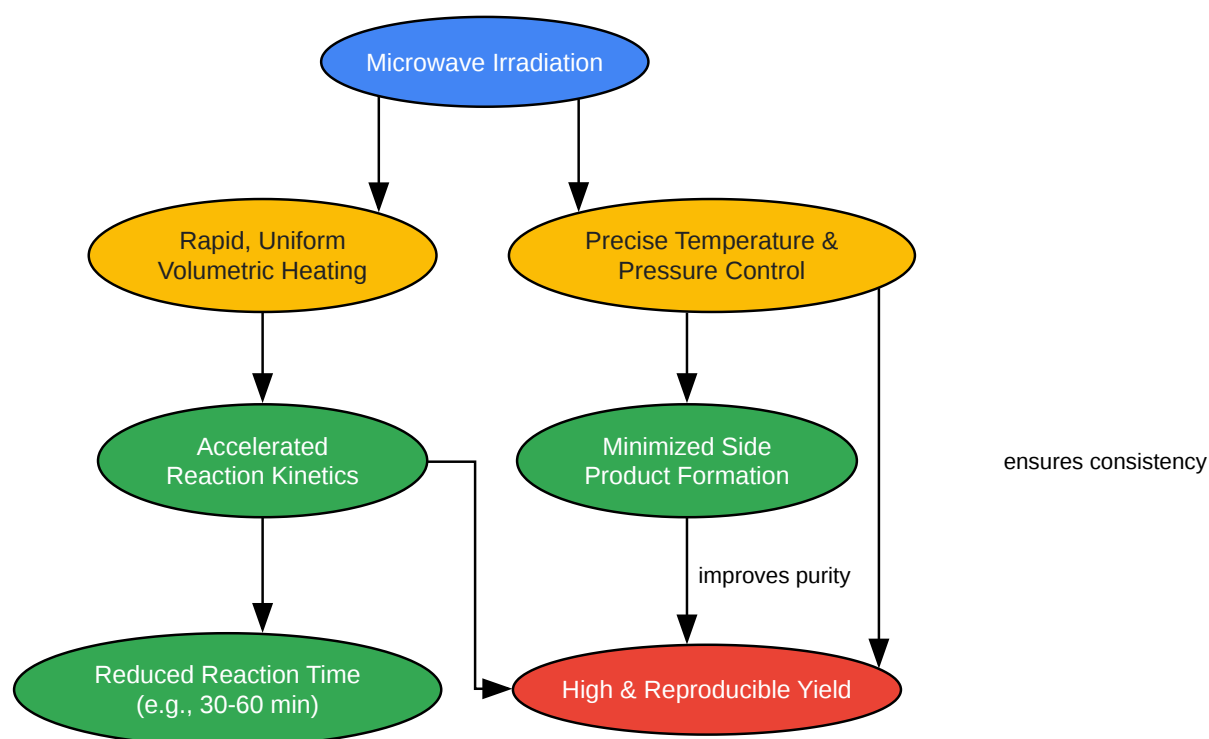 Microwave Irradiation
Rapid, Uniform
Volumetric Heating
Precise Temperature &
Pressure Control
Accelerated
Reaction Kinetics
Minimized Side
Product Formation
ensures consistency
improves purity
Reduced Reaction Time
(e.g., 30-60 min)
High & Reproducible Yield